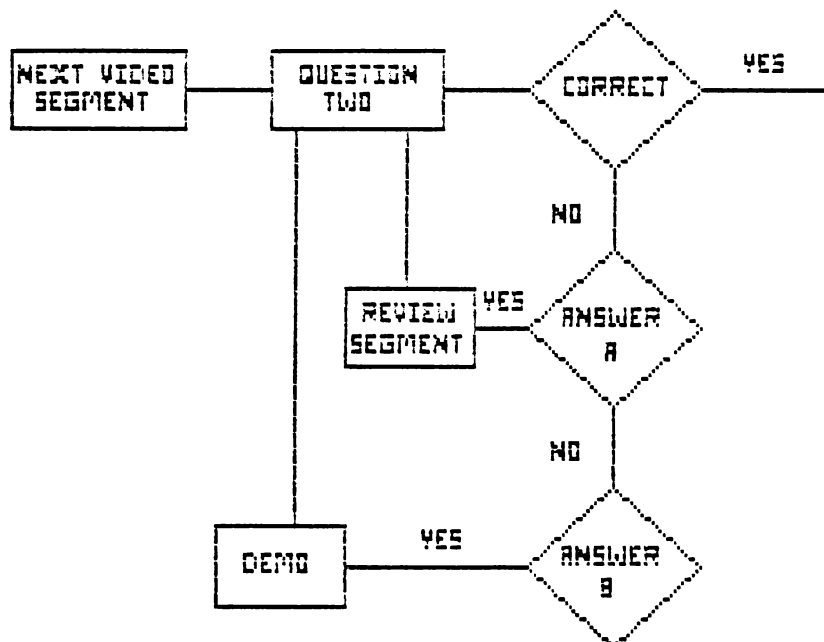 NEXT VIDEO
SEGMENT
QUESTION
TWO
CORRECT
YES
NO
REVIEW
SEGMENT
YES
ANSWER
A
NO
DEMO
YES
ANSWER
B